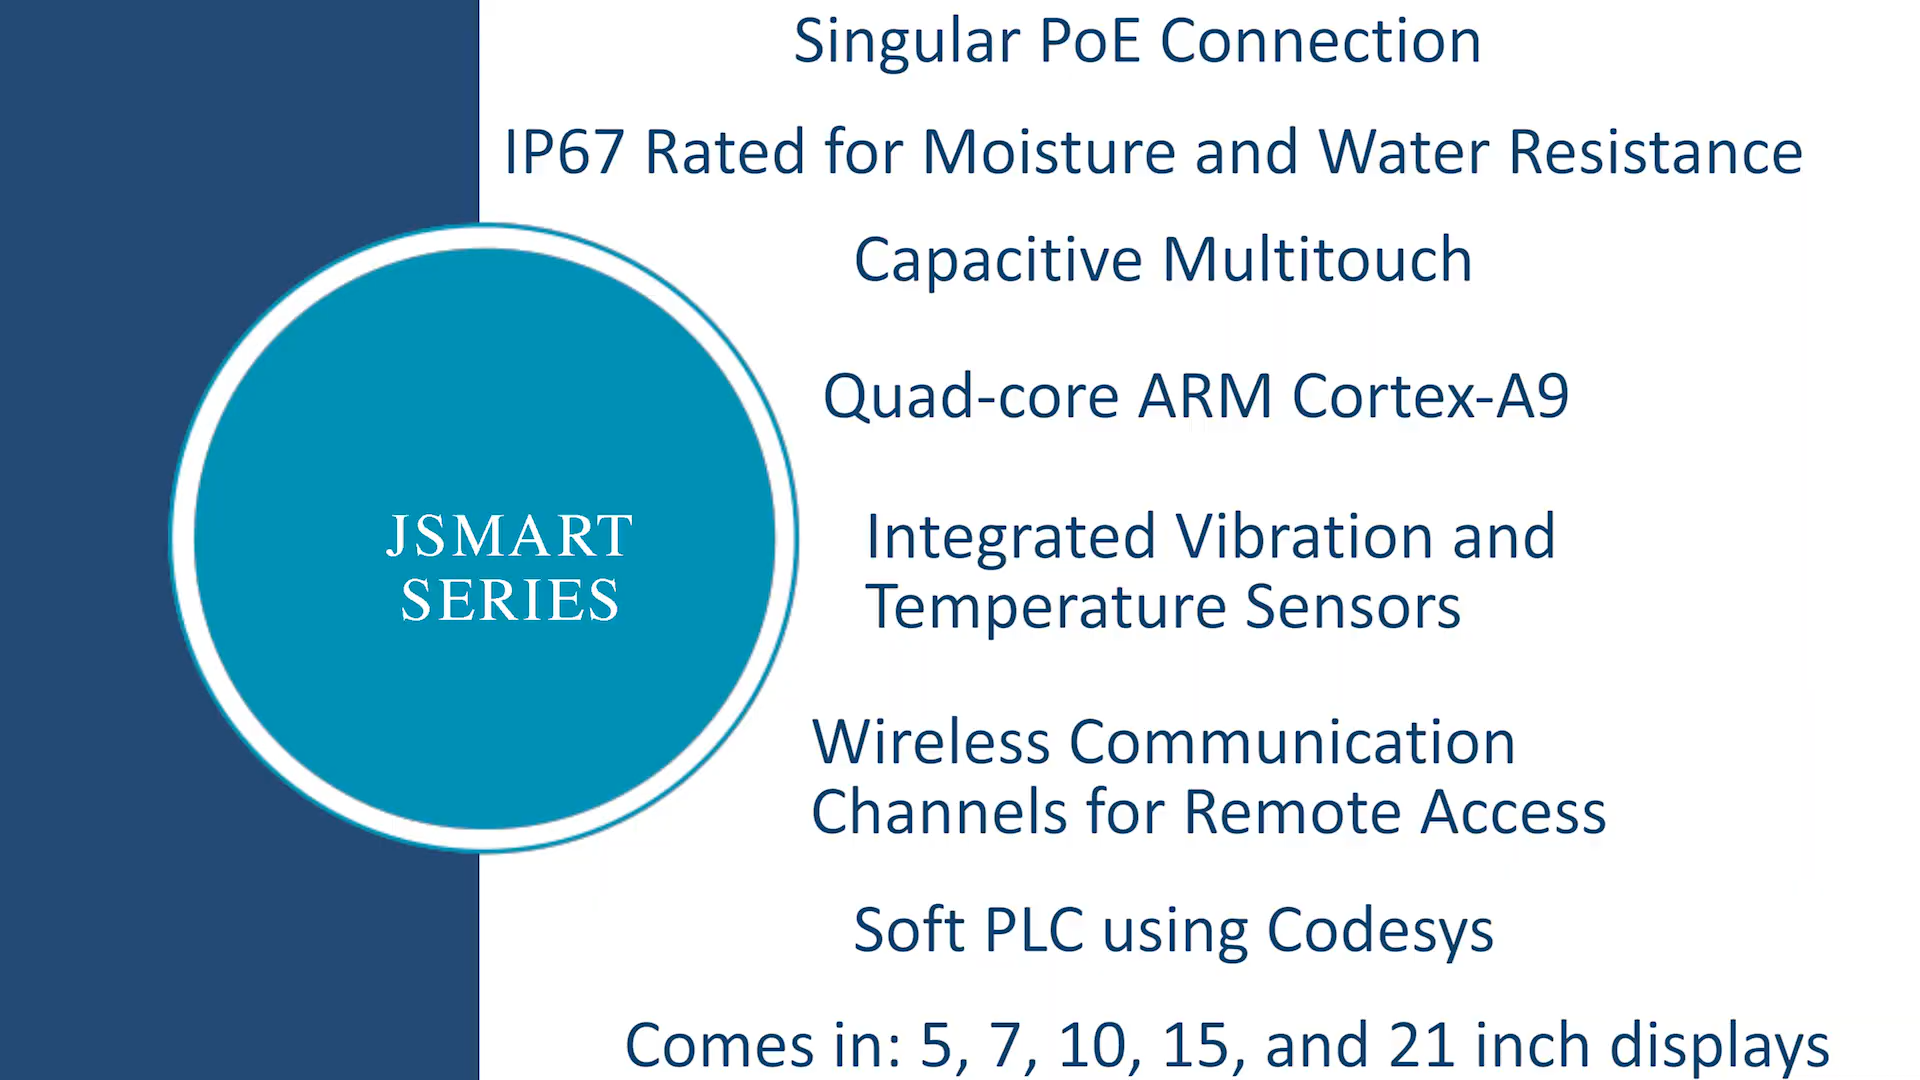 Singular PoE Connection
IP67 Rated for Moisture and Water Resistance
Capacitive Multitouch
Quad-core ARM Cortex-A9
JSMART
SERIES
Integrated Vibration and
Temperature Sensors
Wireless Communication
Channels for Remote Access
Soft PLC using Codesys
Comes in: 5, 7, 10, 15, and 21 inch displays